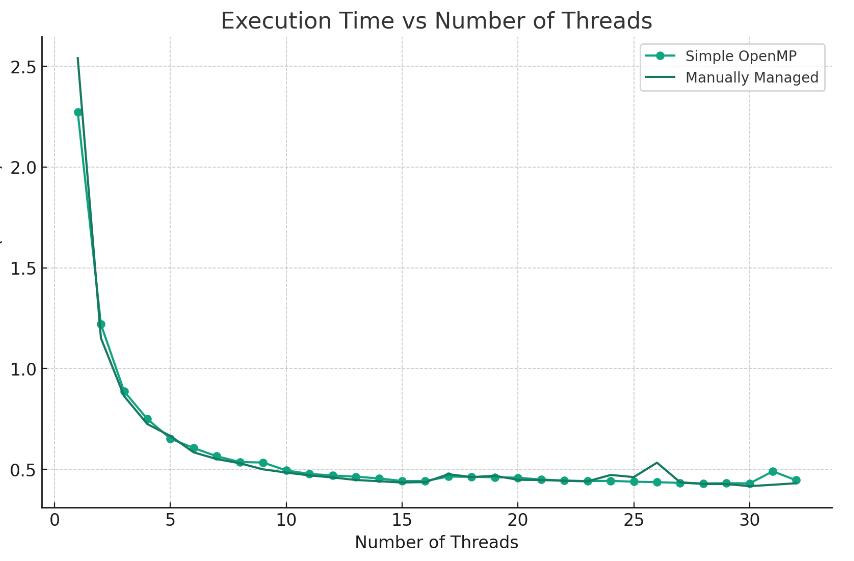 Execution Time vs Number of Threads
Simple OpenMP
Manually Managed
2.5
2.0
1.5
1.0
0.5
0 5 10 15 20 25 30
Number of Threads